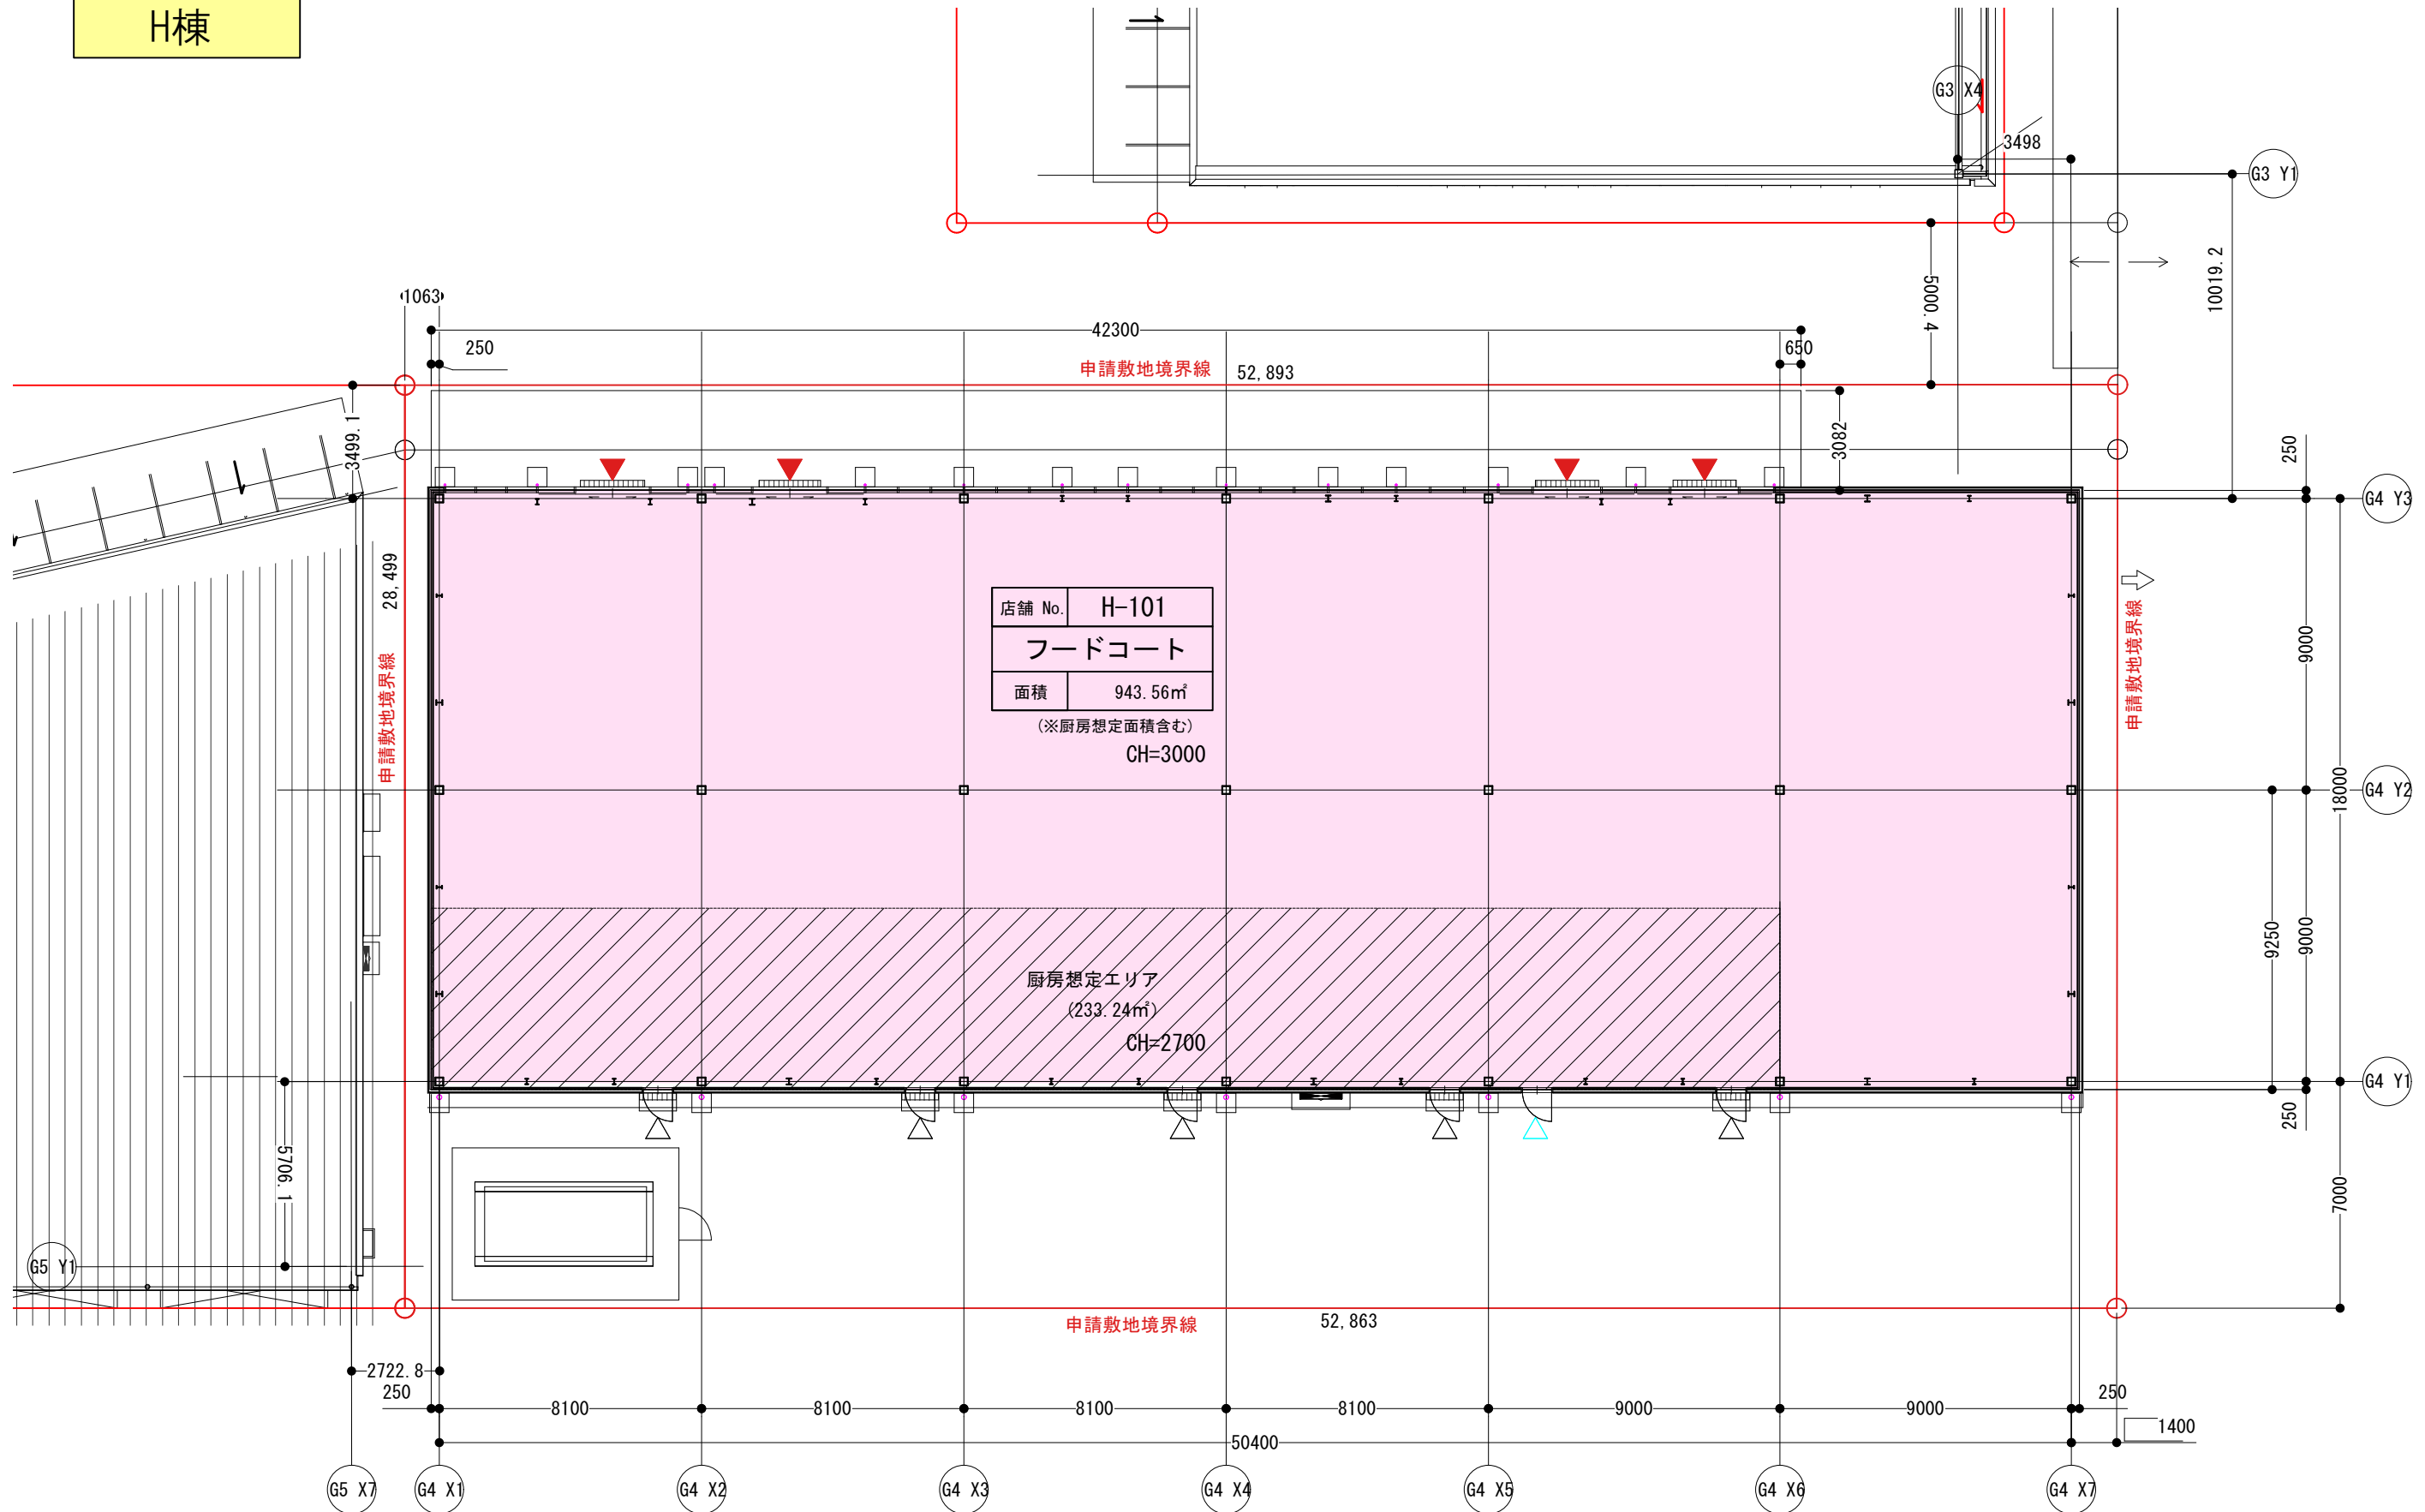 H棟
G3 X4
3498
G3 Y1
10019.2
5000.4
1063
42300
250
650
申請敷地境界線 52,893
3499.1
3082
250
G4 Y3
28,499
申請敷地境界線
店舗 No. H-101
フードコート
面積 943.56㎡
(※厨房想定面積含む)
CH=3000
申請敷地境界線
9000
18000
G4 Y2
9250
9000
厨房想定エリア
(233.24㎡)
CH=2700
G4 Y1
250
5706.1
7000
G5 Y1
申請敷地境界線 52,863
2722.8
250
8100 8100 8100 8100 9000 9000
250
50400
1400
G5 X7 G4 X1 G4 X2 G4 X3 G4 X4 G4 X5 G4 X6 G4 X7